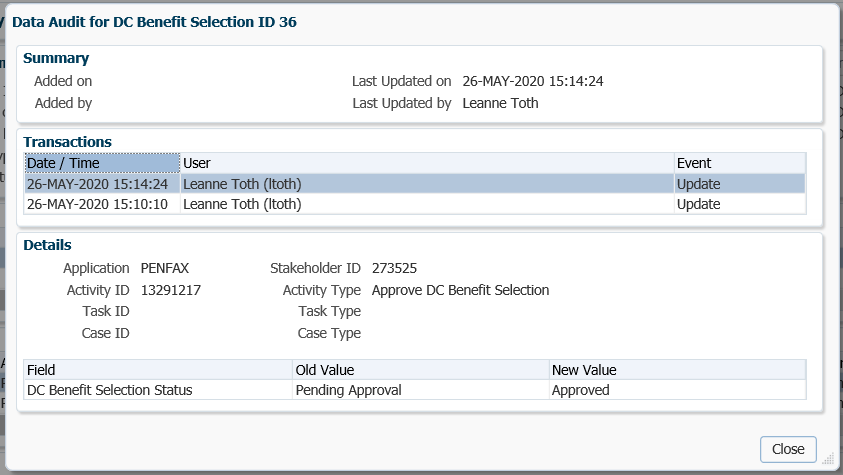 Data Audit for DC Benefit Selection ID 36
Summary
Added on Last Updated on 26-MAY-2020 15:14:24
Added by Last Updated by Leanne Toth
Transactions
Date / Time User Event
26-MAY-2020 15:14:24 Leanne Toth (ltoth) Update
26-MAY-2020 15:10:10 Leanne Toth (ltoth) Update
Details
Application PENFAX Stakeholder ID 273525
Activity ID 13291217 Activity Type Approve DC Benefit Selection
Task ID Task Type
Case ID Case Type
Field Old Value New Value
DC Benefit Selection Status Pending Approval Approved
Close